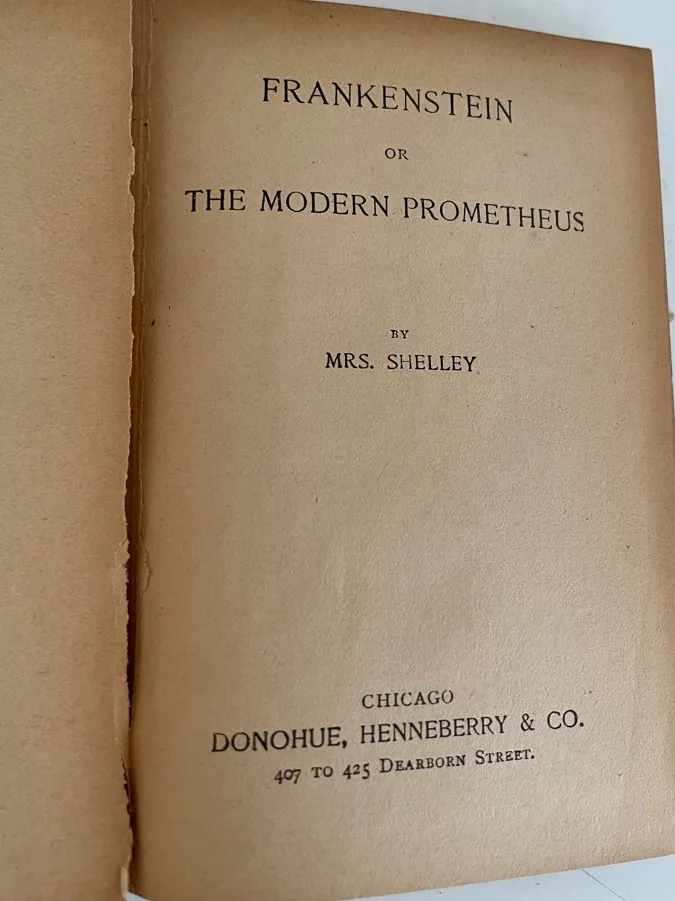 FRANKENSTEIN
OR
THE MODERN PROMETHEUS
BY
MRS. SHELLEY
CHICAGO
DONOHUE, HENNEBERRY & CO.
407 TO 425 DEARBORN STREET.